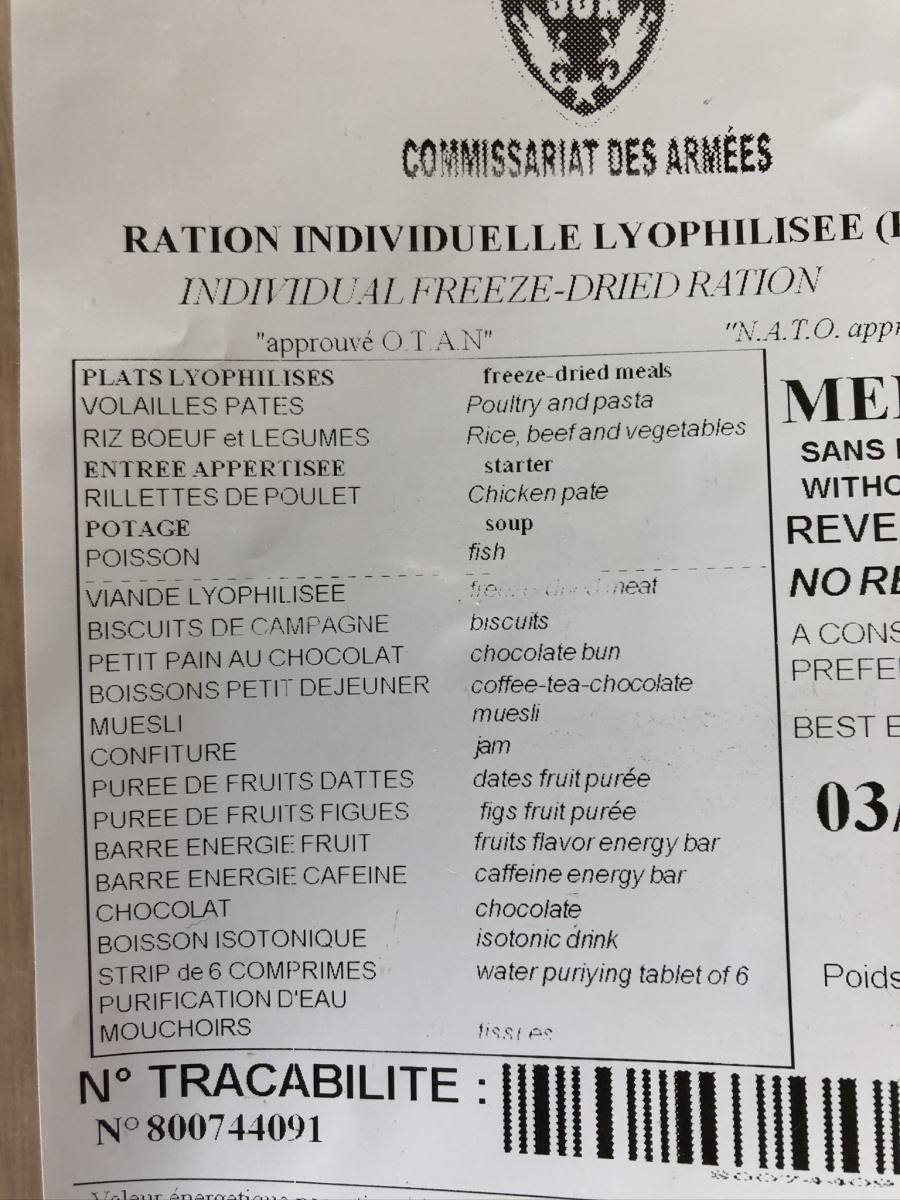 COMMISSARIAT DES ARMÉES
RATION INDIVIDUELLE LYOPHILISEE
INDIVIDUAL FREEZE-DRIED RATION
"approuvé O.T.A.N" "N.A.T.O.
PLATS LYOPHILISES freeze-dried meals
VOLAILLES PATES Poultry and pasta
RIZ BOEUF et LEGUMES Rice, beef and vegetables
ENTREE APPERTISEE starter
RILLETTES DE POULET Chicken pate
POTAGE soup
POISSON fish
VIANDE LYOPHILISEE meat
BISCUITS DE CAMPAGNE biscuits
PETIT PAIN AU CHOCOLAT chocolate bun
BOISSONS PETIT DEJEUNER coffee-tea-chocolate
MUESLI muesli
CONFITURE jam
PUREE DE FRUITS DATTES dates fruit purée
PUREE DE FRUITS FIGUES figs fruit purée
BARRE ENERGIE FRUIT fruits flavor energy bar
BARRE ENERGIE CAFEINE caffeine energy bar
CHOCOLAT chocolate
BOISSON ISOTONIQUE isotonic drink
STRIP de 6 COMPRIMES water puriying tablet of 6
PURIFICATION D'EAU
MOUCHOIRS
SANS
NO
A
BEST
03/
Poids
N° TRACABILITE :
N° 800744091